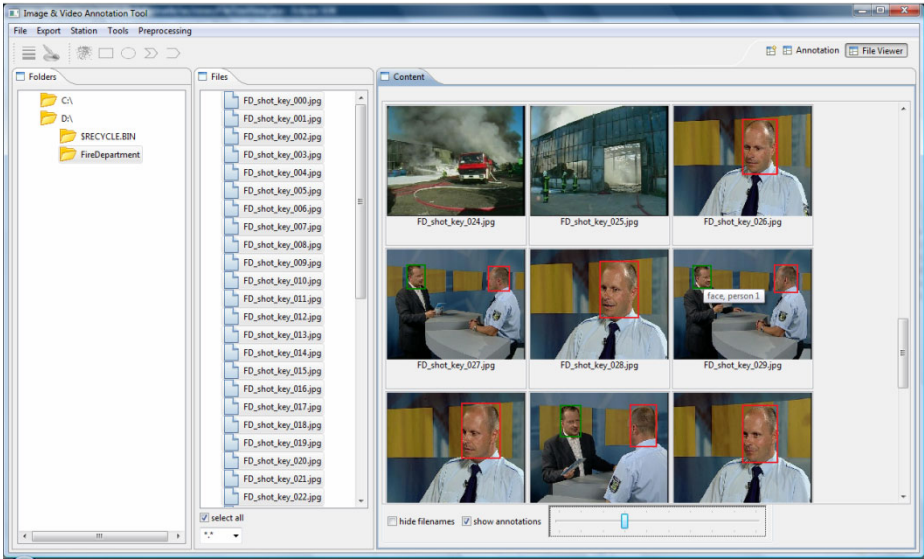 Image & Video Annotation Tool
File Export Station Tools Preprocessing
Annotation File Viewer
Folders
C:\
D:\
$RECYCLE.BIN
FireDepartment
Files
FD_shot_key_000.jpg
FD_shot_key_001.jpg
FD_shot_key_002.jpg
FD_shot_key_003.jpg
FD_shot_key_004.jpg
FD_shot_key_005.jpg
FD_shot_key_006.jpg
FD_shot_key_007.jpg
FD_shot_key_008.jpg
FD_shot_key_009.jpg
FD_shot_key_010.jpg
FD_shot_key_011.jpg
FD_shot_key_012.jpg
FD_shot_key_013.jpg
FD_shot_key_014.jpg
FD_shot_key_015.jpg
FD_shot_key_016.jpg
FD_shot_key_017.jpg
FD_shot_key_018.jpg
FD_shot_key_019.jpg
FD_shot_key_020.jpg
FD_shot_key_021.jpg
FD_shot_key_022.jpg
select all
*.*
Content
FD_shot_key_024.jpg FD_shot_key_025.jpg FD_shot_key_026.jpg
face, person 1
FD_shot_key_027.jpg FD_shot_key_028.jpg FD_shot_key_029.jpg
hide filenames show annotations